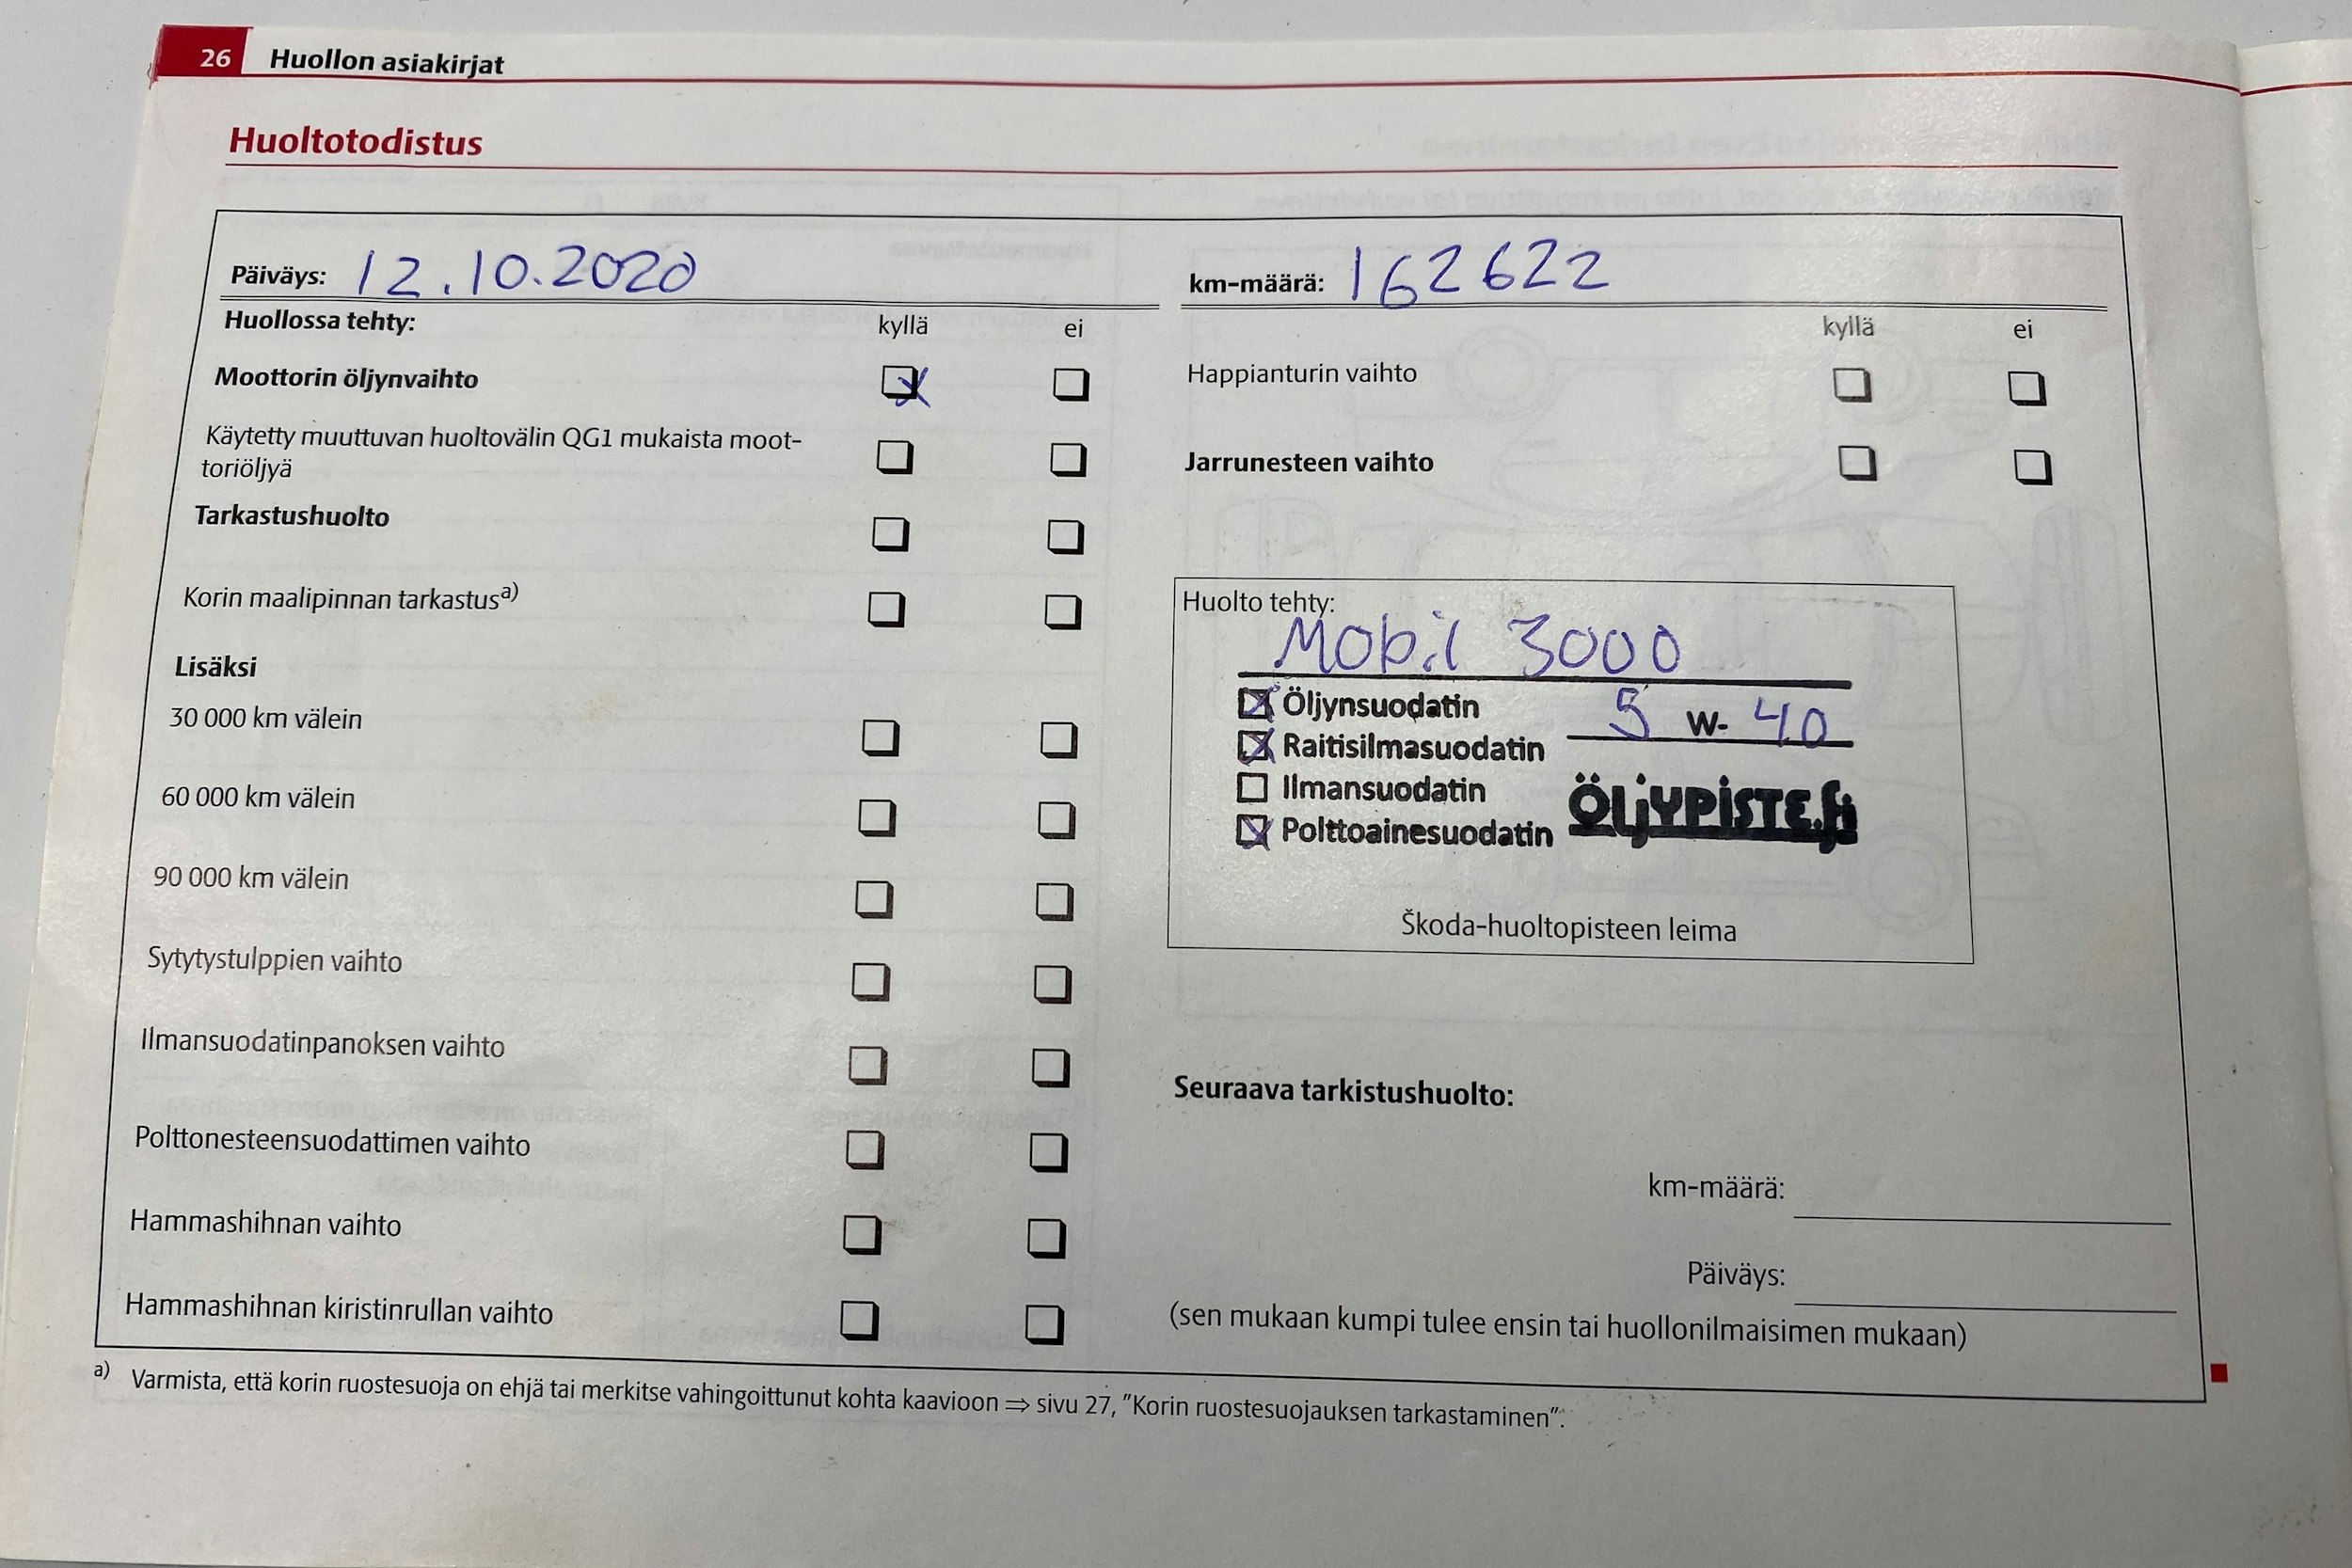 26 Huollon asiakirjat
Huoltotodistus
Päiväys: 12.10.2020
km-määrä: 162622
Huollossa tehty: kyllä ei
kyllä ei
Moottorin öljynvaihto
Happianturin vaihto
Käytetty muuttuvan huoltovälin QG1 mukaista moot-
toriöljyä
Jarrunesteen vaihto
Tarkastushuolto
Korin maalipinnan tarkastusa)
Lisäksi
30 000 km välein
60 000 km välein
90 000 km välein
Sytytystulppien vaihto
Ilmansuodatinpanoksen vaihto
Polttonesteensuodattimen vaihto
Hammashihnan vaihto
Hammashihnan kiristinrullan vaihto
Huolto tehty:
Mobil 3000
Öljynsuodatin 5 W- 40
Raitisilmasuodatin
Ilmansuodatin
Polttoainesuodatin ÖLJYPISTE.fi
Škoda-huoltopisteen leima
Seuraava tarkistushuolto:
km-määrä:
Päiväys:
(sen mukaan kumpi tulee ensin tai huollonilmaisimen mukaan)
a) Varmista, että korin ruostesuoja on ehjä tai merkitse vahingoittunut kohta kaavioon ⇒ sivu 27, "Korin ruostesuojauksen tarkastaminen".